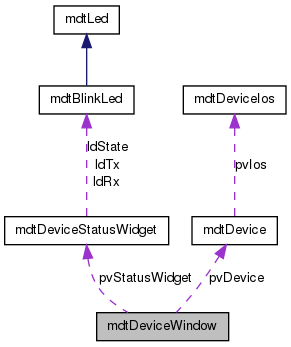 mdtLed
mdtBlinkLed
mdtDeviceIos
ldState
ldTx
ldRx
pvIos
mdtDeviceStatusWidget
mdtDevice
pvStatusWidget
pvDevice
mdtDeviceWindow